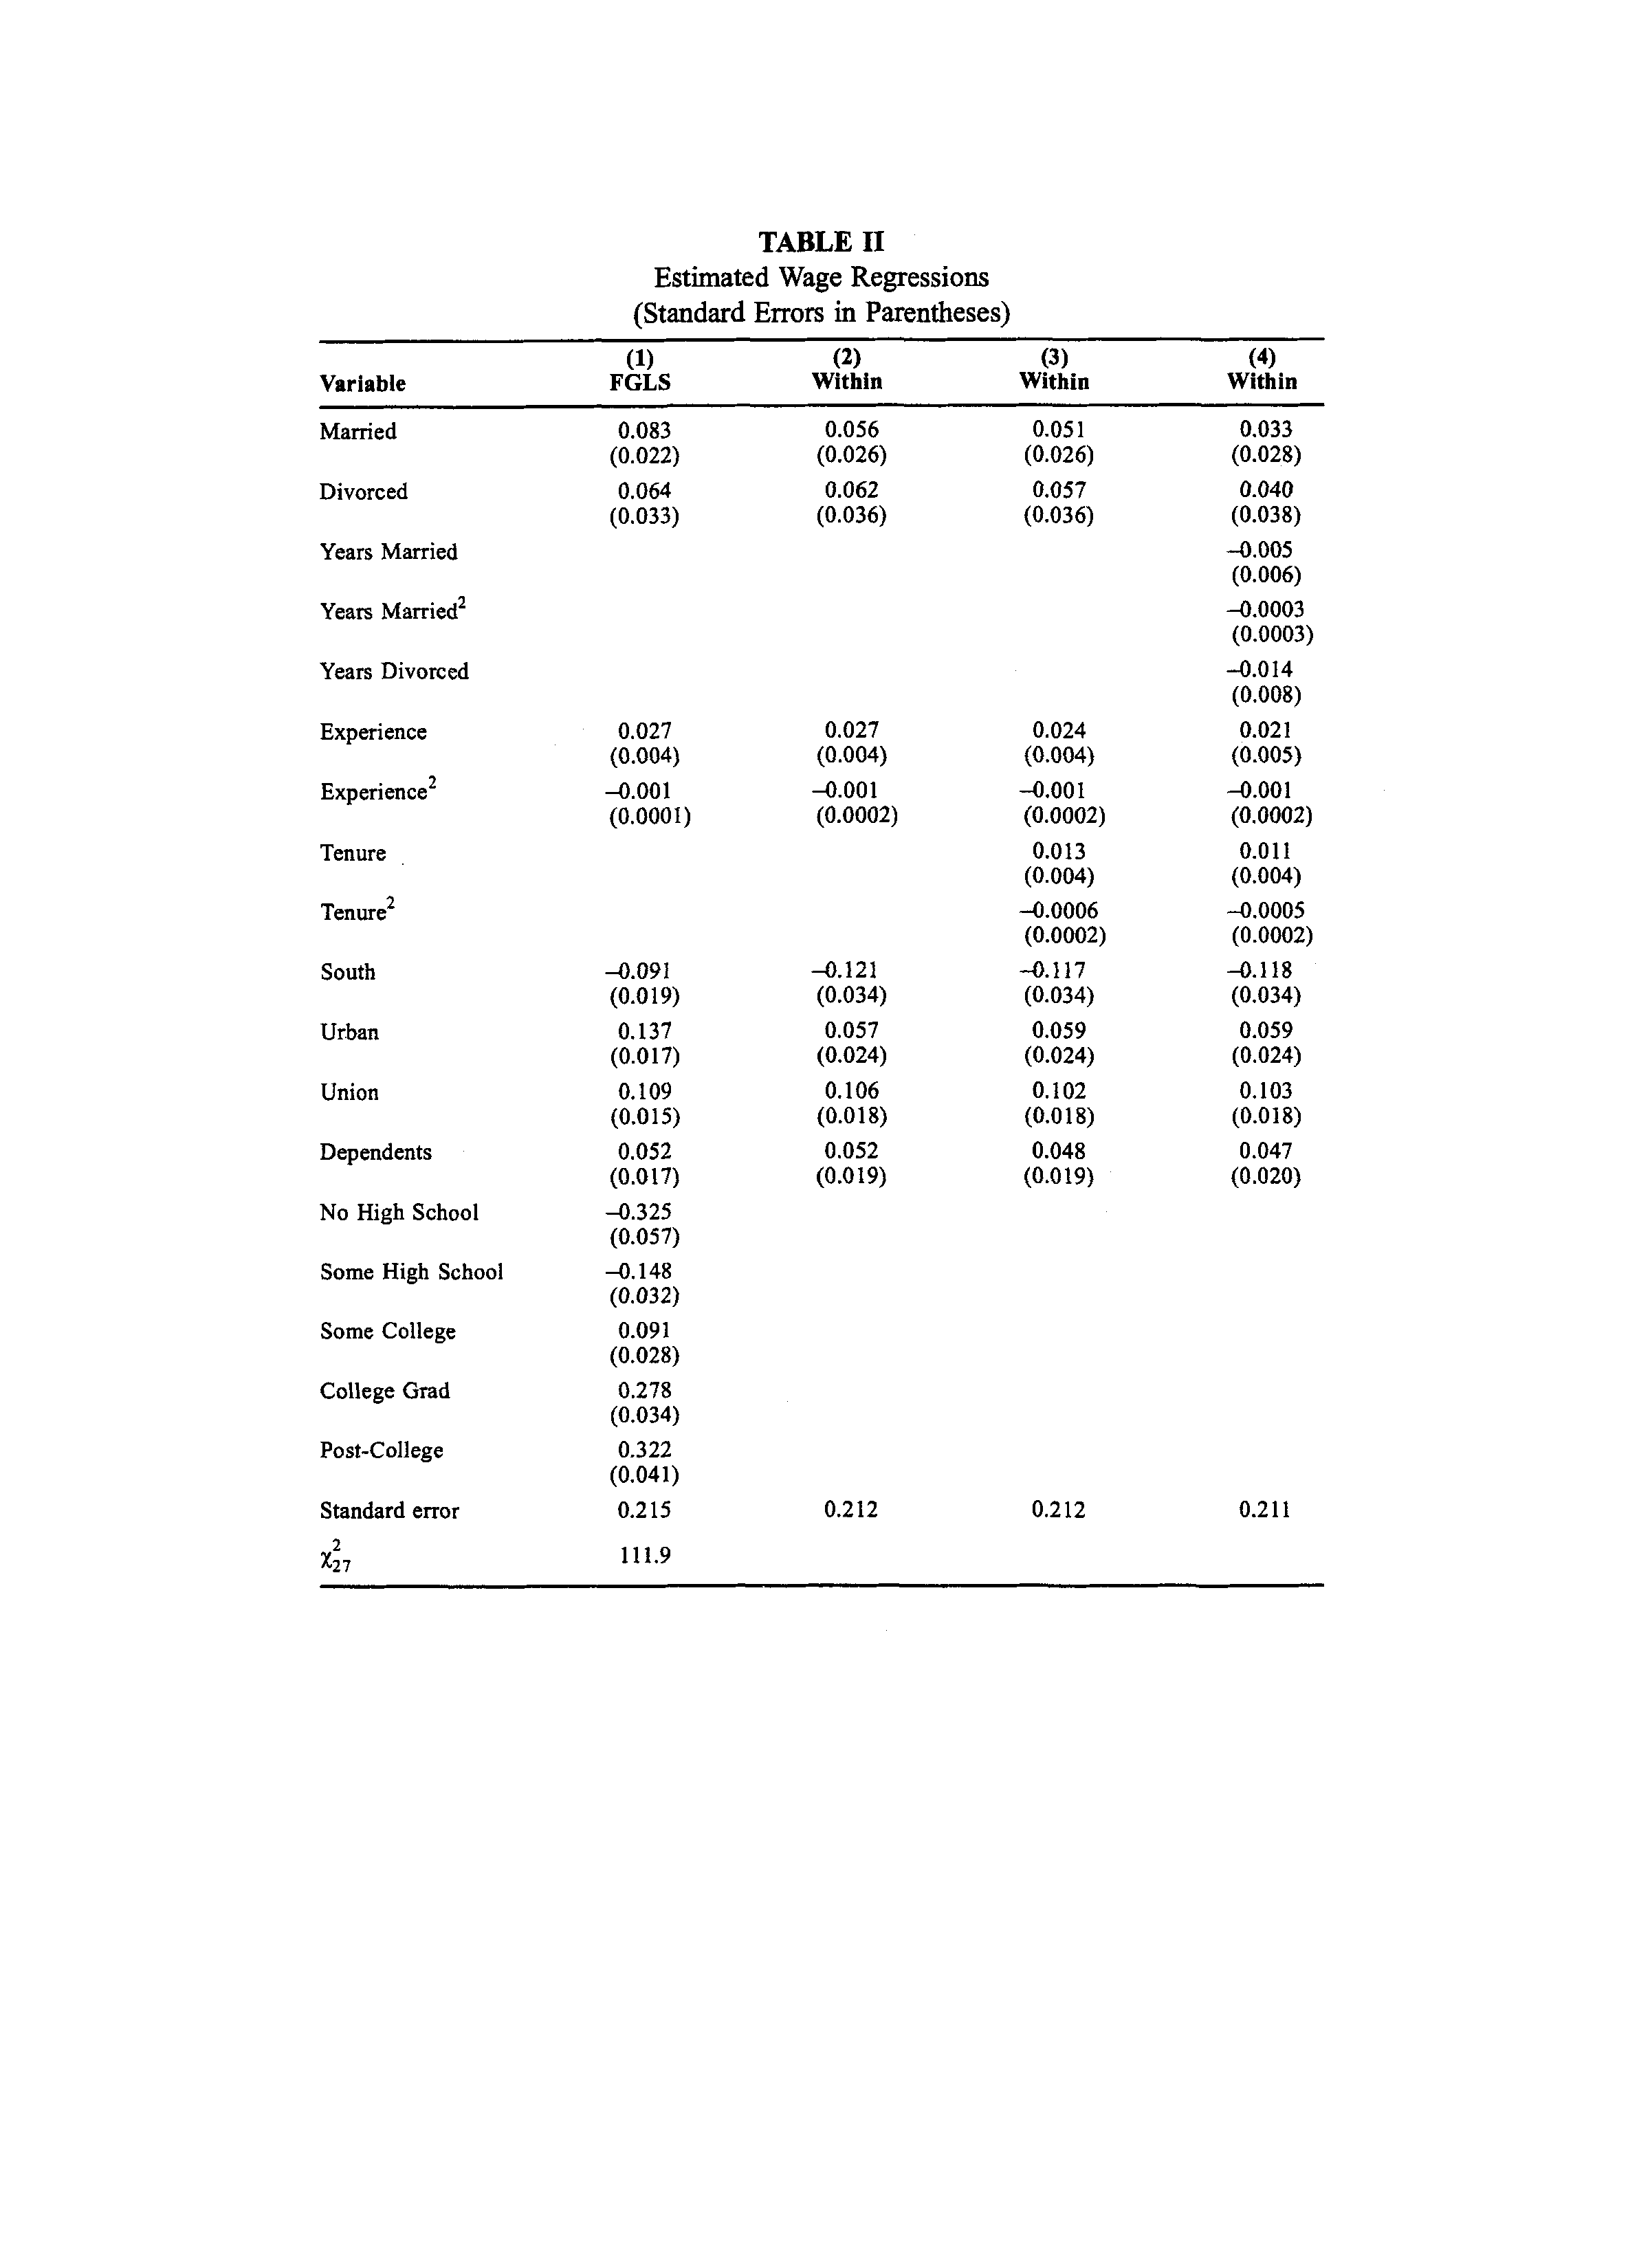 TABLE II
Estimated Wage Regressions
(Standard Errors in Parentheses)
Variable (1) FGLS (2) Within (3) Within (4) Within
Married 0.083 0.056 0.051 0.033
(0.022) (0.026) (0.026) (0.028)
Divorced 0.064 0.062 0.057 0.040
(0.033) (0.036) (0.036) (0.038)
Years Married –0.005
(0.006)
Years Married² –0.0003
(0.0003)
Years Divorced –0.014
(0.008)
Experience 0.027 0.027 0.024 0.021
(0.004) (0.004) (0.004) (0.005)
Experience² –0.001 –0.001 –0.001 –0.001
(0.0001) (0.0002) (0.0002) (0.0002)
Tenure 0.013 0.011
(0.004) (0.004)
Tenure² –0.0006 –0.0005
(0.0002) (0.0002)
South –0.091 –0.121 –0.117 –0.118
(0.019) (0.034) (0.034) (0.034)
Urban 0.137 0.057 0.059 0.059
(0.017) (0.024) (0.024) (0.024)
Union 0.109 0.106 0.102 0.103
(0.015) (0.018) (0.018) (0.018)
Dependents 0.052 0.052 0.048 0.047
(0.017) (0.019) (0.019) (0.020)
No High School –0.325
(0.057)
Some High School –0.148
(0.032)
Some College 0.091
(0.028)
College Grad 0.278
(0.034)
Post-College 0.322
(0.041)
Standard error 0.215 0.212 0.212 0.211
χ²₂₇ 111.9